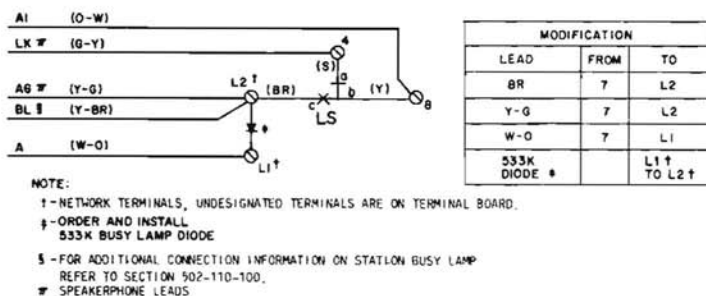 A1 (O-W)
LK ⩎ (G-Y)
4
(S)
a
A6 ⩎ (Y-G)
L2 †
(BR)
b
(Y)
BL § (Y-BR)
c
LS
8
‡
A (W-O)
L1 †
MODIFICATION
LEAD FROM TO
BR 7 L2
Y-G 7 L2
W-O 7 L1
533K DIODE ‡ L1 † TO L2 †
NOTE:
† - NETWORK TERMINALS, UNDESIGNATED TERMINALS ARE ON TERMINAL BOARD.
‡ - ORDER AND INSTALL
533K BUSY LAMP DIODE
§ - FOR ADDITIONAL CONNECTION INFORMATION ON STATION BUSY LAMP
REFER TO SECTION 502-110-100.
⩎ SPEAKERPHONE LEADS